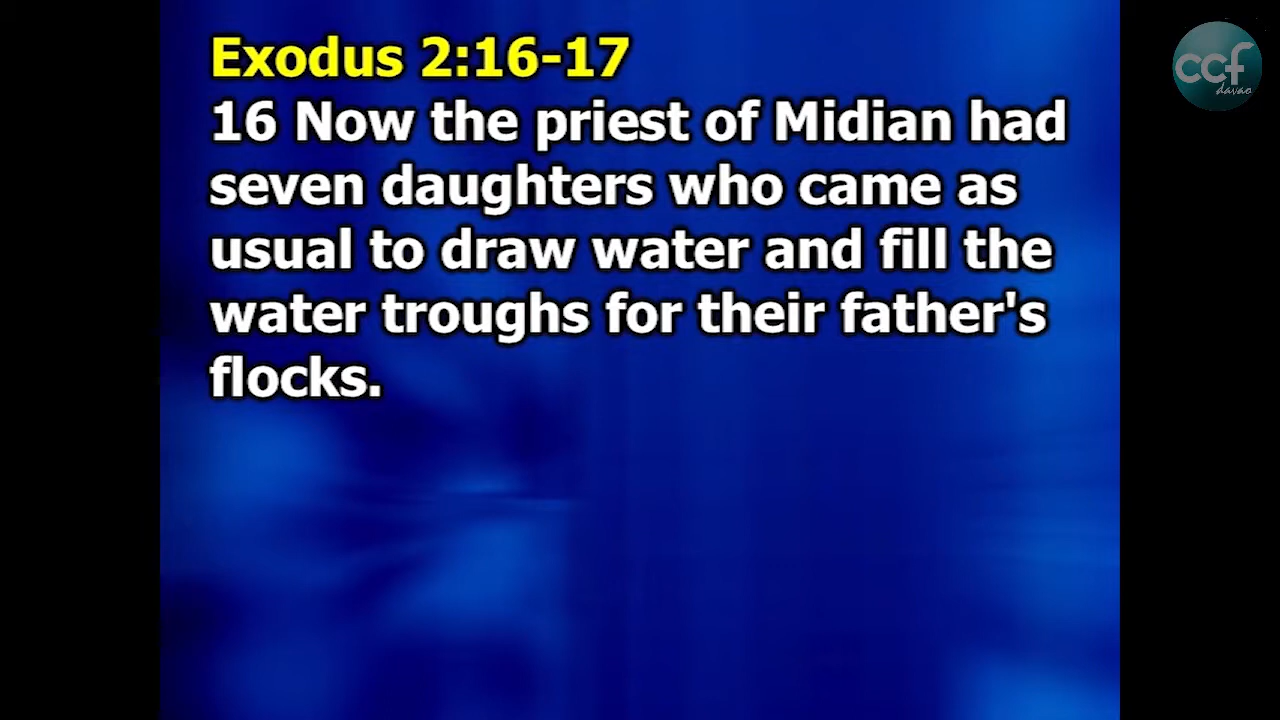 Exodus 2:16-17
16 Now the priest of Midian had
seven daughters who came as
usual to draw water and fill the
water troughs for their father's
flocks.
ccf
davao